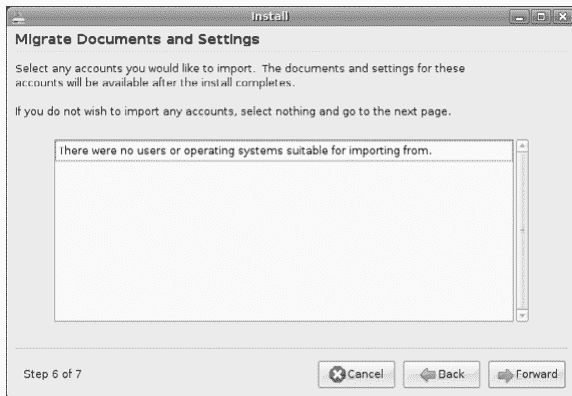 Install
Migrate Documents and Settings
Select any accounts you would like to import. The documents and settings for these
accounts will be available after the install completes.
If you do not wish to import any accounts, select nothing and go to the next page.
There were no users or operating systems suitable for importing from.
Step 6 of 7
Cancel
Back
Forward